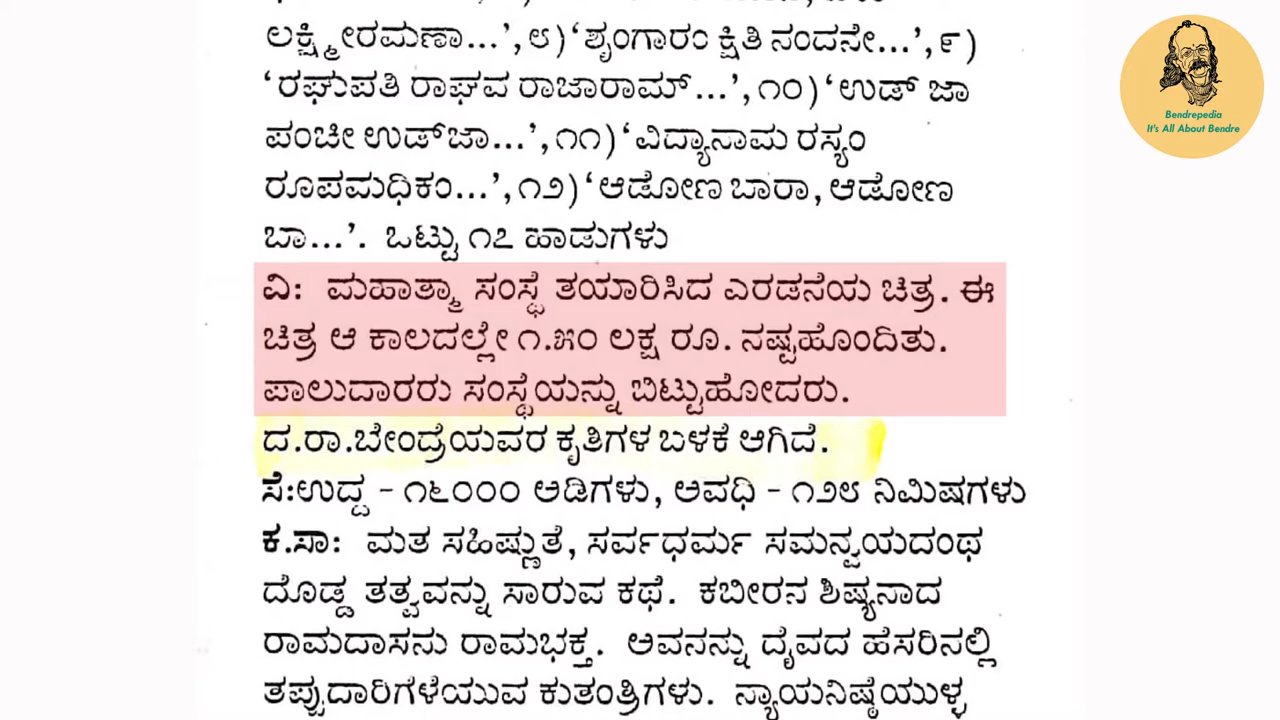 ಲಕ್ಷ್ಮೀರಮಣಾ...', ೮) 'ಶೃಂಗಾರಂ ಕ್ಷಿತಿ ನಂದನೇ...', ೯)
'ರಘುಪತಿ ರಾಘವ ರಾಜಾರಾಮ್ ...', ೧೦) 'ಉಡ್ ಜಾ
ಪಂಚೀ ಉಡ್‌ಜಾ...', ೧೧) 'ವಿದ್ಯಾನಾಮ ರಸ್ಯಂ
ರೂಪಮಧಿಕಂ...', ೧೨) 'ಆಡೋಣ ಬಾರಾ, ಆಡೋಣ
ಬಾ...'. ಒಟ್ಟು ೧೭ ಹಾಡುಗಳು
ವಿ: ಮಹಾತ್ಮಾ ಸಂಸ್ಥೆ ತಯಾರಿಸಿದ ಎರಡನೆಯ ಚಿತ್ರ. ಈ
ಚಿತ್ರ ಆ ಕಾಲದಲ್ಲೇ ೧.೫೦ ಲಕ್ಷ ರೂ. ನಷ್ಟಹೊಂದಿತು.
ಪಾಲುದಾರರು ಸಂಸ್ಥೆಯನ್ನು ಬಿಟ್ಟುಹೋದರು.
ದ.ರಾ.ಬೇಂದ್ರೆಯವರ ಕೃತಿಗಳ ಬಳಕೆ ಆಗಿದೆ.
ಸೆ:ಉದ್ದ - ೧೬೦೦೦ ಅಡಿಗಳು, ಅವಧಿ - ೧೨೮ ನಿಮಿಷಗಳು
ಕ.ಸಾ: ಮತ ಸಹಿಷ್ಣುತೆ, ಸರ್ವಧರ್ಮ ಸಮನ್ವಯದಂಥ
ದೊಡ್ಡ ತತ್ವವನ್ನು ಸಾರುವ ಕಥೆ. ಕಬೀರನ ಶಿಷ್ಯನಾದ
ರಾಮದಾಸನು ರಾಮಭಕ್ತ. ಅವನನ್ನು ದೈವದ ಹೆಸರಿನಲ್ಲಿ
ತಪ್ಪುದಾರಿಗೆಳೆಯುವ ಕುತಂತ್ರಿಗಳು. ನ್ಯಾಯನಿಷ್ಠೆಯುಳ್ಳ
Bendrepedia
It's All About Bendre